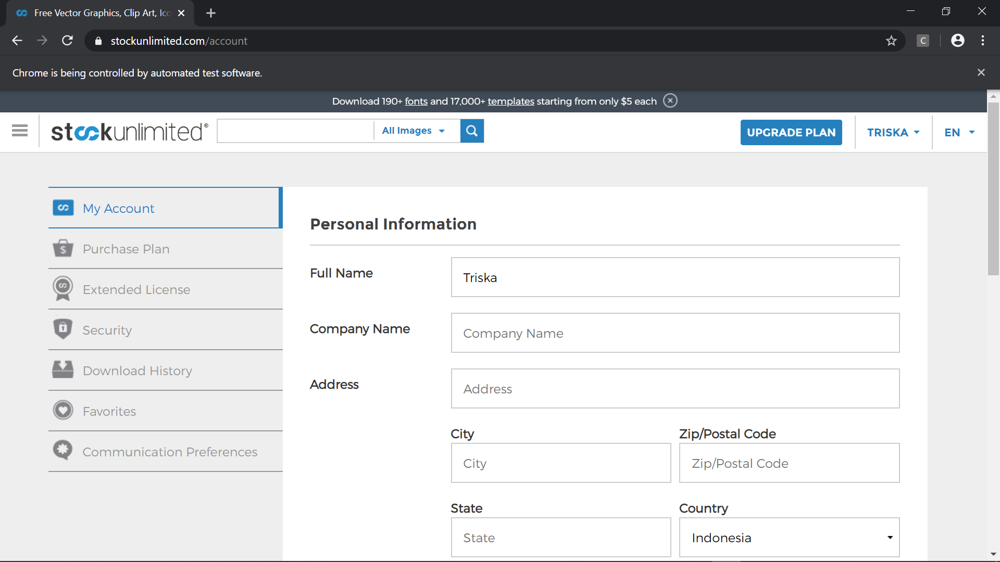 Free Vector Graphics, Clip Art, Ico
stockunlimited.com/account
C
Chrome is being controlled by automated test software.
Download 190+ fonts and 17,000+ templates starting from only $5 each
stockunlimited®
All Images
UPGRADE PLAN
TRISKA
EN
My Account
Purchase Plan
Extended License
Security
Download History
Favorites
Communication Preferences
Personal Information
Full Name
Triska
Company Name
Company Name
Address
Address
City
Zip/Postal Code
City
Zip/Postal Code
State
Country
State
Indonesia